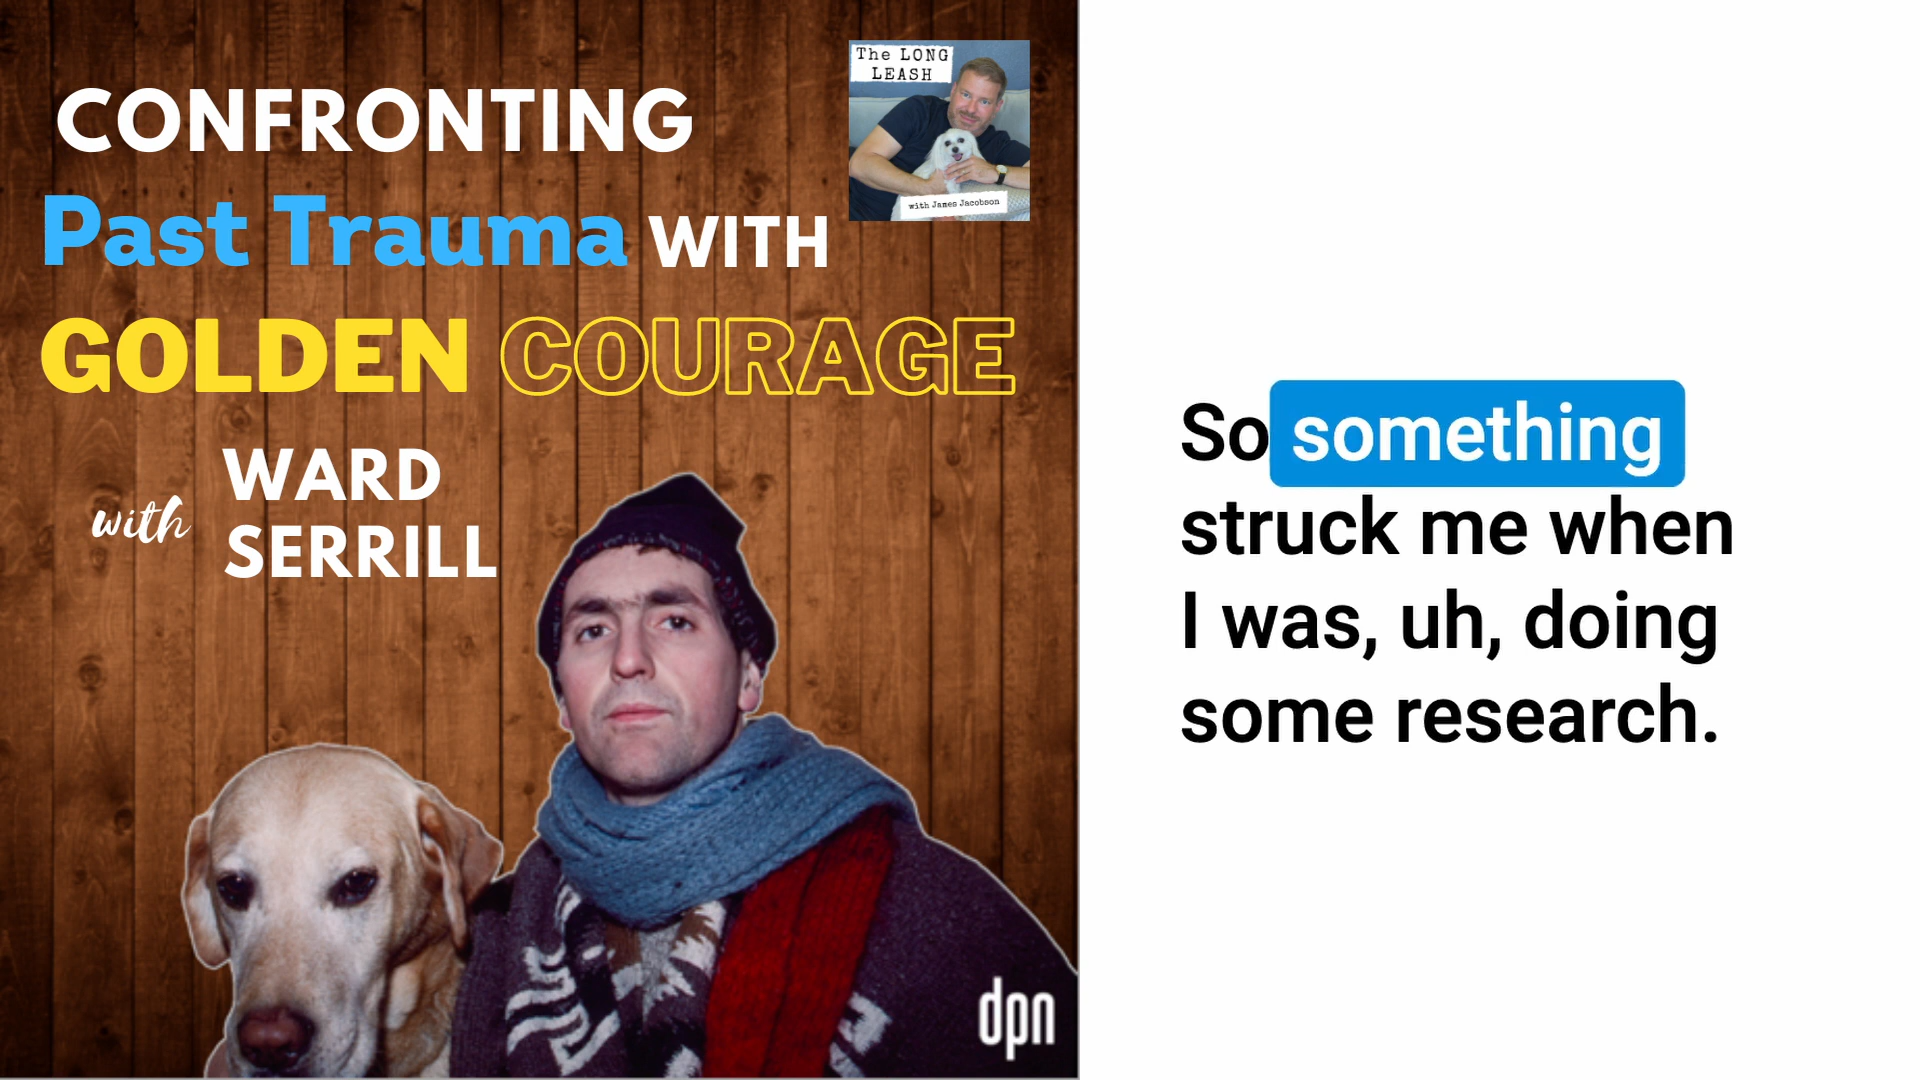 The LONG
LEASH
with James Jacobson
CONFRONTING
Past Trauma WITH
GOLDEN COURAGE
with WARD
SERRILL
dpn
So something
struck me when
I was, uh, doing
some research.